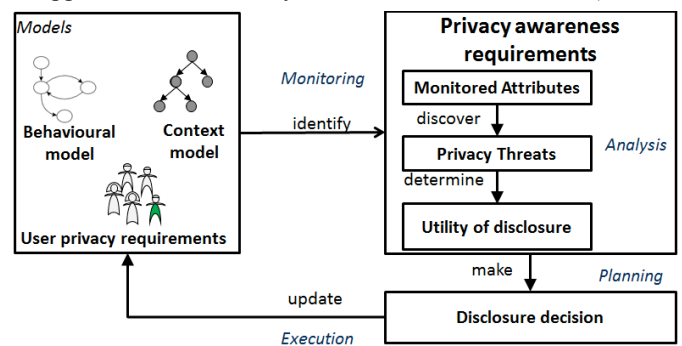 Models
Behavioural
model
Context
model
User privacy requirements
Monitoring
identify
Privacy awareness
requirements
Monitored Attributes
discover
Privacy Threats
Analysis
determine
Utility of disclosure
make
Planning
Disclosure decision
update
Execution